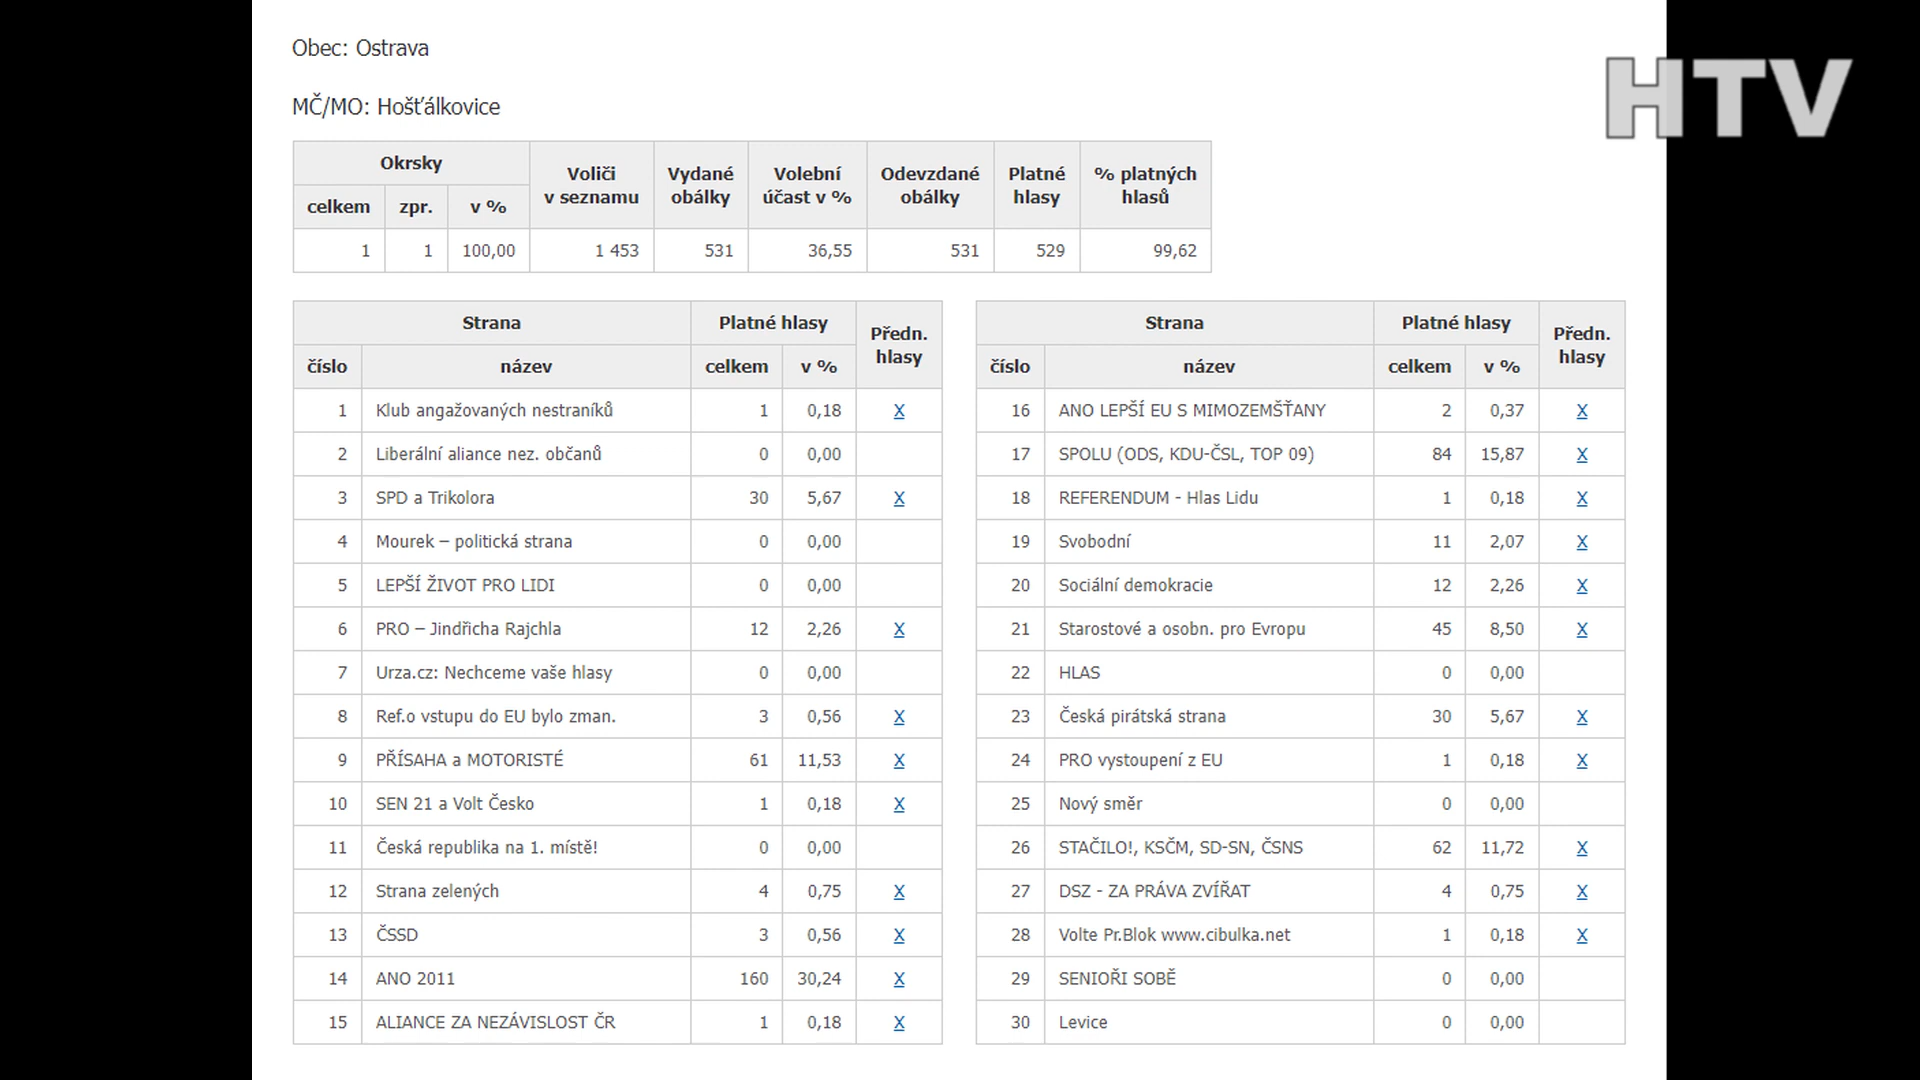 Obec: Ostrava
HTV
MČ/MO: Hošťálkovice
Okrsky Voliči v seznamu Vydané obálky Volební účast v % Odevzdané obálky Platné hlasy % platných hlasů
celkem zpr. v %
1 1 100,00 1 453 531 36,55 531 529 99,62
Strana Platné hlasy Předn. hlasy
číslo název celkem v %
1 Klub angažovaných nestraníků 1 0,18 X
2 Liberální aliance nez. občanů 0 0,00
3 SPD a Trikolora 30 5,67 X
4 Mourek – politická strana 0 0,00
5 LEPŠÍ ŽIVOT PRO LIDI 0 0,00
6 PRO – Jindřicha Rajchla 12 2,26 X
7 Urza.cz: Nechceme vaše hlasy 0 0,00
8 Ref.o vstupu do EU bylo zman. 3 0,56 X
9 PŘÍSAHA a MOTORISTÉ 61 11,53 X
10 SEN 21 a Volt Česko 1 0,18 X
11 Česká republika na 1. místě! 0 0,00
12 Strana zelených 4 0,75 X
13 ČSSD 3 0,56 X
14 ANO 2011 160 30,24 X
15 ALIANCE ZA NEZÁVISLOST ČR 1 0,18 X
Strana Platné hlasy Předn. hlasy
číslo název celkem v %
16 ANO LEPŠÍ EU S MIMOZEMŠŤANY 2 0,37 X
17 SPOLU (ODS, KDU-ČSL, TOP 09) 84 15,87 X
18 REFERENDUM - Hlas Lidu 1 0,18 X
19 Svobodní 11 2,07 X
20 Sociální demokracie 12 2,26 X
21 Starostové a osobn. pro Evropu 45 8,50 X
22 HLAS 0 0,00
23 Česká pirátská strana 30 5,67 X
24 PRO vystoupení z EU 1 0,18 X
25 Nový směr 0 0,00
26 STAČILO!, KSČM, SD-SN, ČSNS 62 11,72 X
27 DSZ - ZA PRÁVA ZVÍŘAT 4 0,75 X
28 Volte Pr.Blok www.cibulka.net 1 0,18 X
29 SENIOŘI SOBĚ 0 0,00
30 Levice 0 0,00